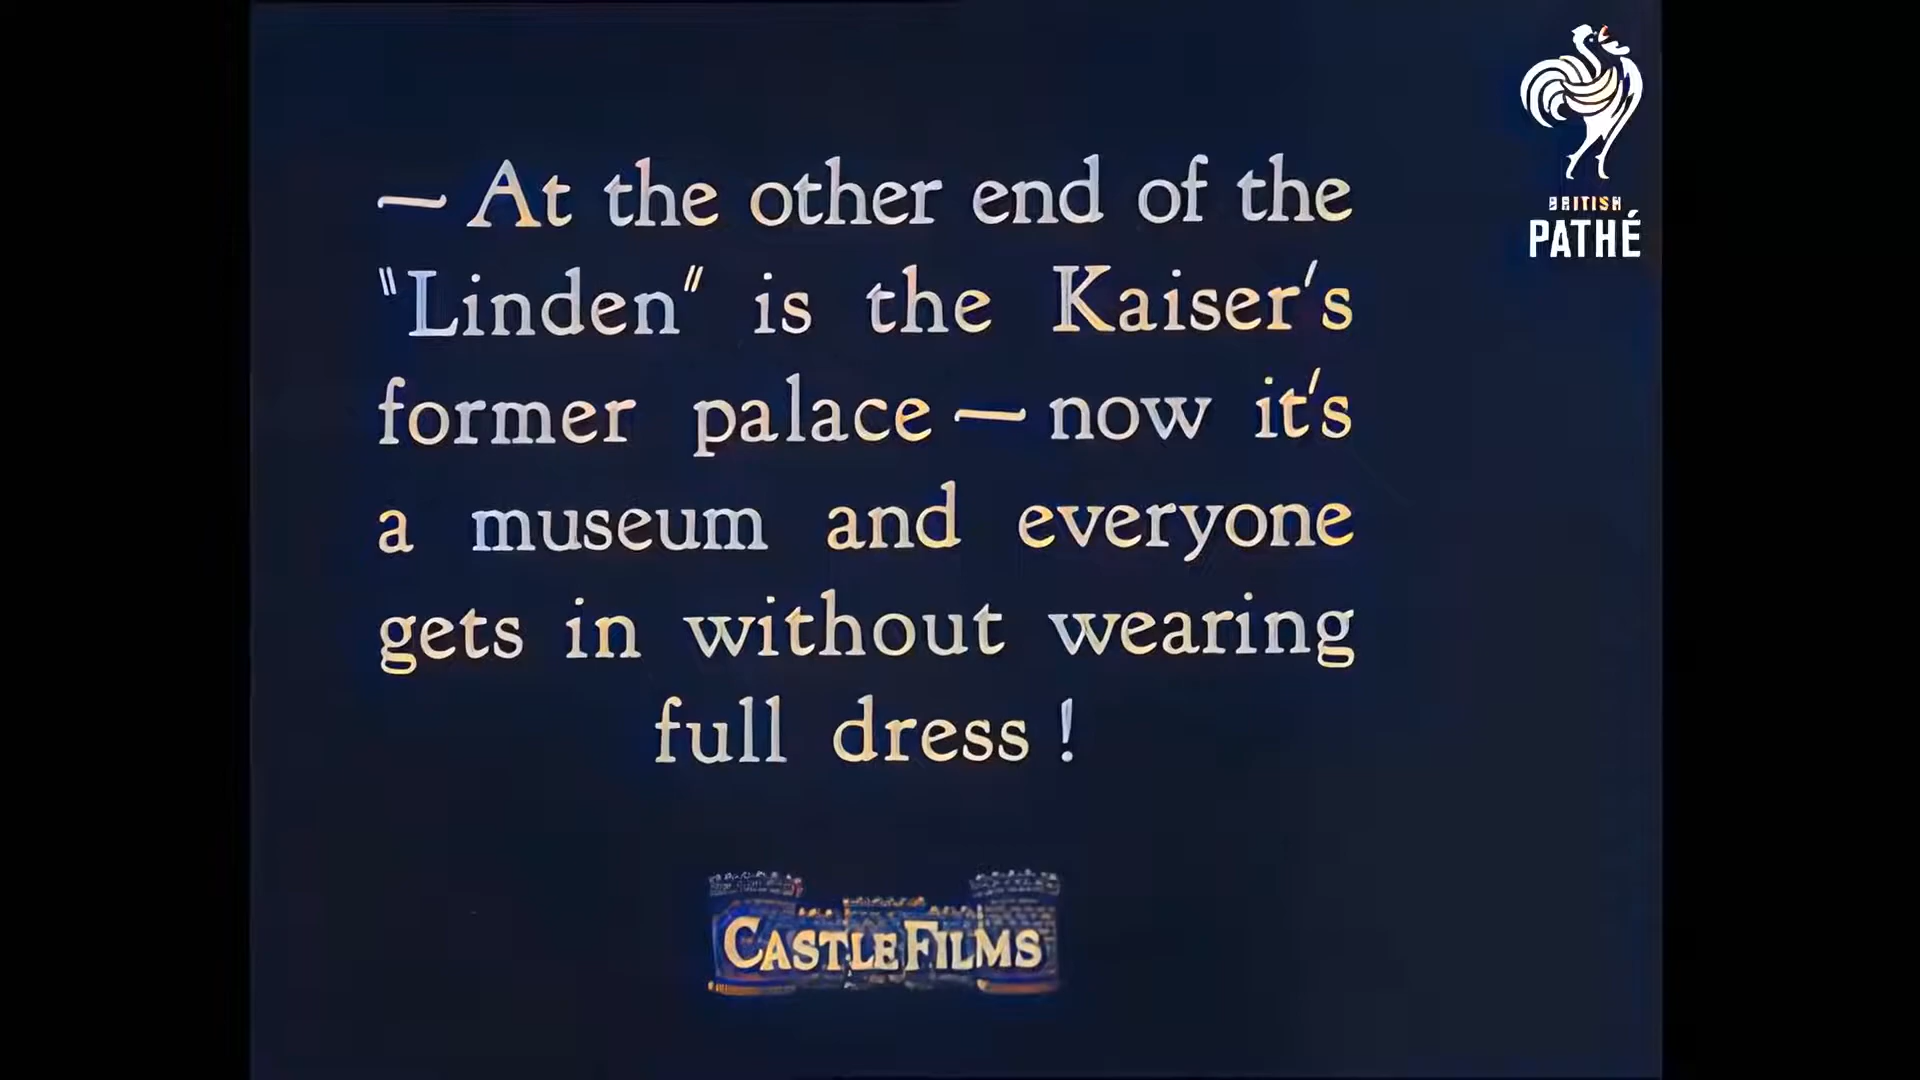 — At the other end of the
"Linden" is the Kaiser's
former palace — now it's
a museum and everyone
gets in without wearing
full dress !
CASTLE FILMS
BRITISH
PATHÉ